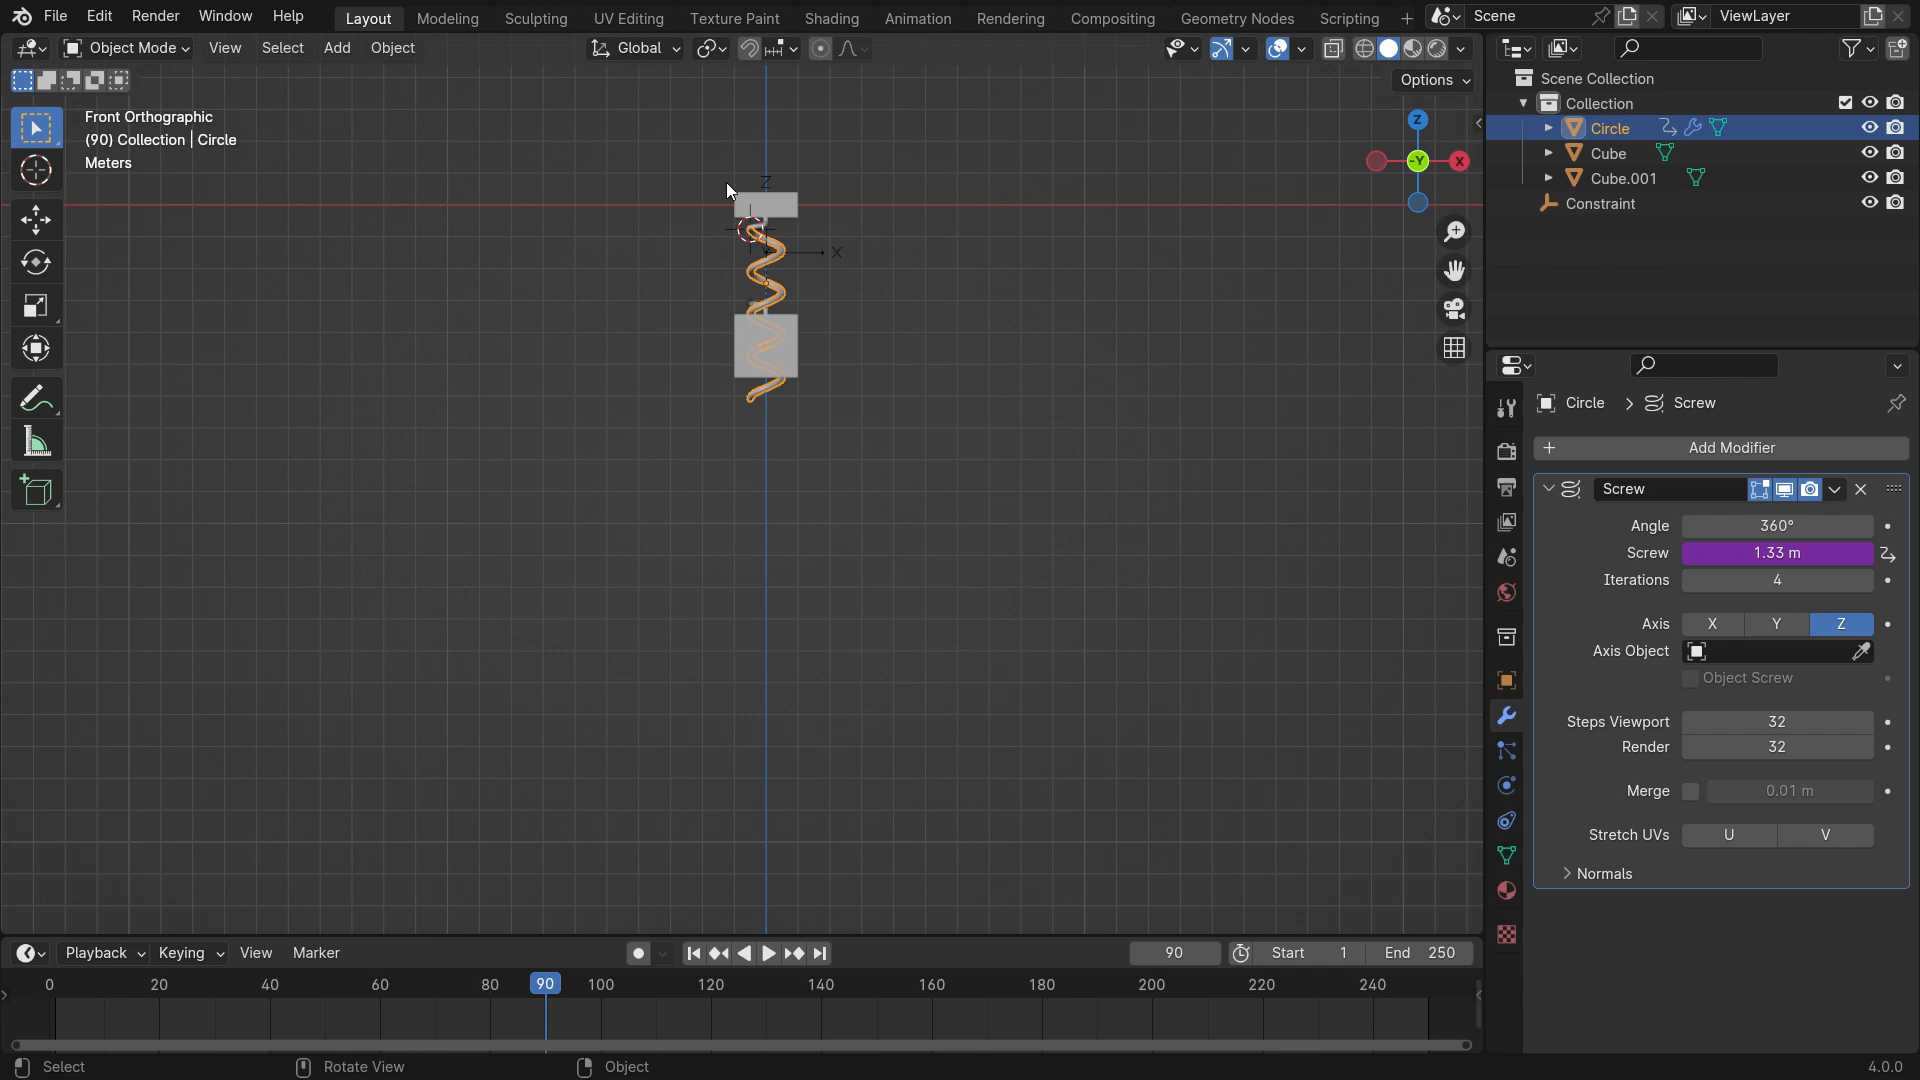 File Edit Render Window Help Layout Modeling Sculpting UV Editing Texture Paint Shading Animation Rendering Compositing Geometry Nodes Scripting + Scene ViewLayer
Object Mode View Select Add Object Global
Options
Front Orthographic
(90) Collection | Circle
Meters
Z
X
Z
-Y
X
Scene Collection
Collection
Circle
Cube
Cube.001
Constraint
Circle > Screw
+ Add Modifier
Screw
Angle 360°
Screw 1.33 m
Iterations 4
Axis X Y Z
Axis Object
Object Screw
Steps Viewport 32
Render 32
Merge 0.01 m
Stretch UVs U V
> Normals
Playback Keying View Marker 90 Start 1 End 250
0 20 40 60 80 90 100 120 140 160 180 200 220 240
Select Rotate View Object 4.0.0